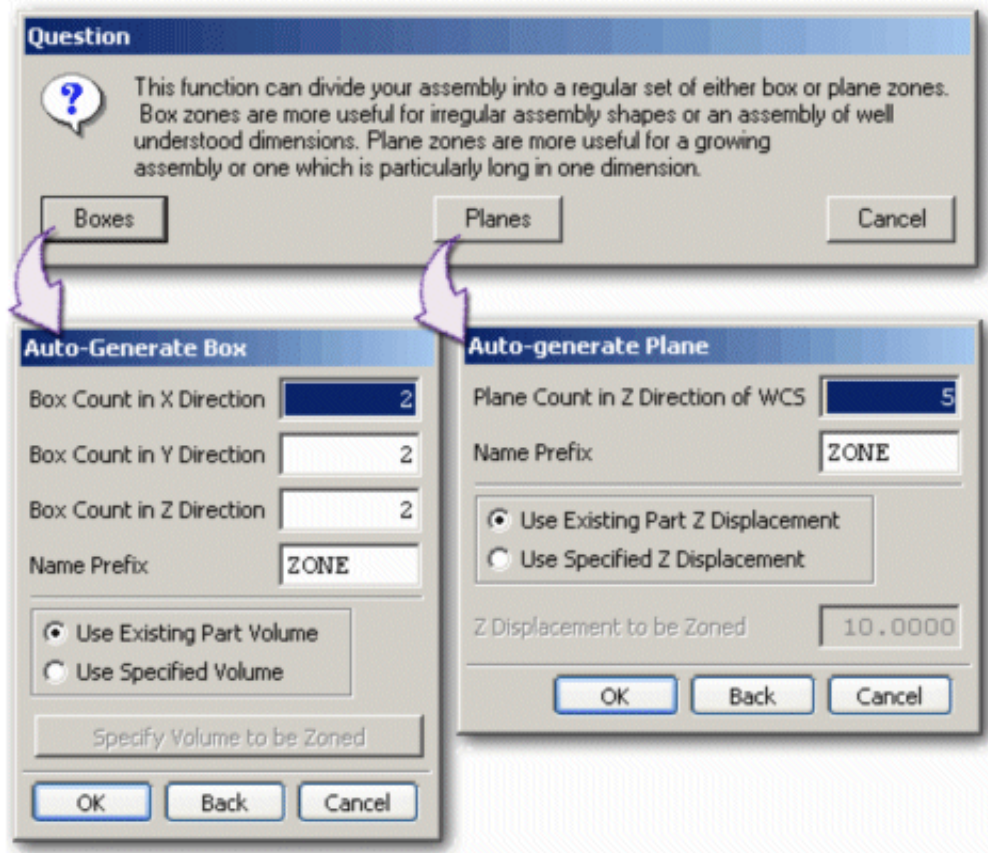 Question
?
This function can divide your assembly into a regular set of either box or plane zones.
Box zones are more useful for irregular assembly shapes or an assembly of well
understood dimensions. Plane zones are more useful for a growing
assembly or one which is particularly long in one dimension.
Boxes
Planes
Cancel
Auto-Generate Box
Box Count in X Direction 2
Box Count in Y Direction 2
Box Count in Z Direction 2
Name Prefix ZONE
Use Existing Part Volume
Use Specified Volume
Specify Volume to be Zoned
OK Back Cancel
Auto-generate Plane
Plane Count in Z Direction of WCS 5
Name Prefix ZONE
Use Existing Part Z Displacement
Use Specified Z Displacement
Z Displacement to be Zoned 10.0000
OK Back Cancel